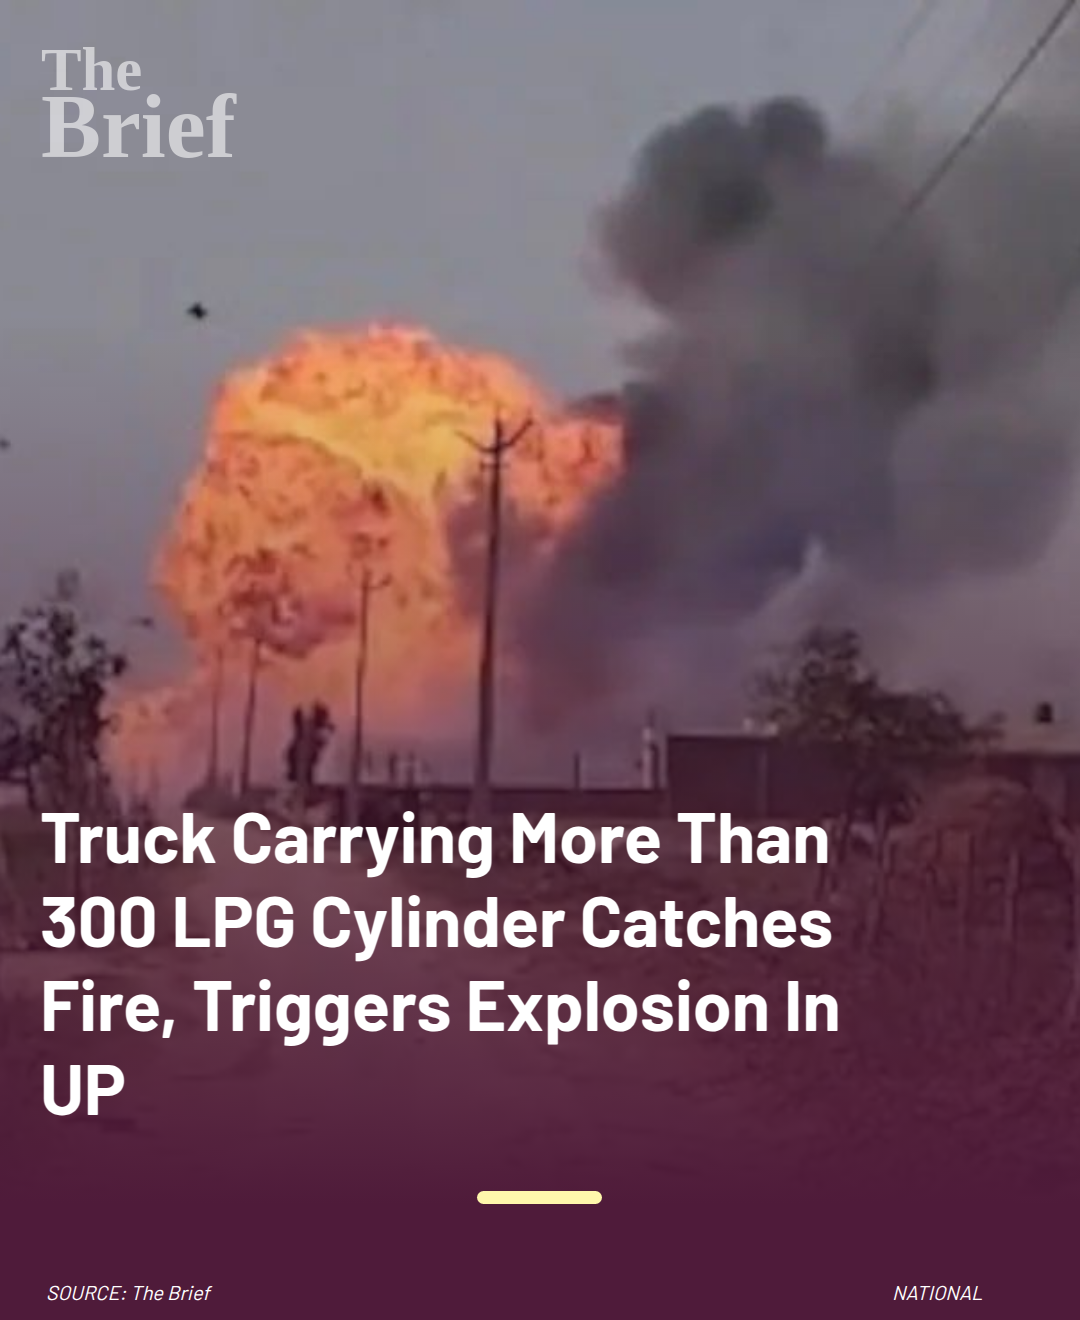 The
Brief
Truck Carrying More Than
300 LPG Cylinder Catches
Fire, Triggers Explosion In
UP
SOURCE: The Brief
NATIONAL